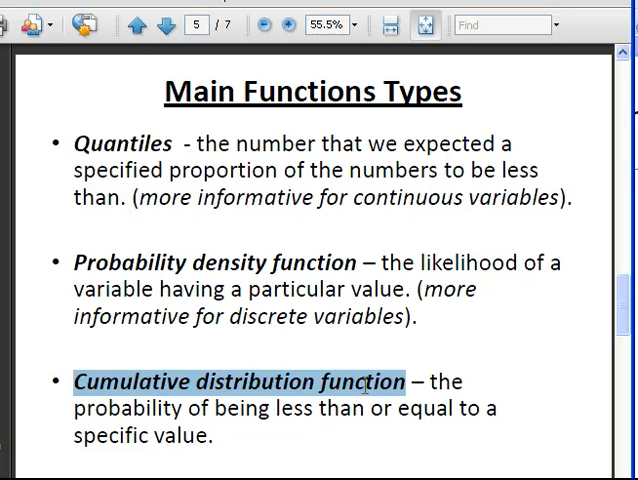 5 / 7 55.5% Find
Main Functions Types
• Quantiles - the number that we expected a
specified proportion of the numbers to be less
than. (more informative for continuous variables).
• Probability density function – the likelihood of a
variable having a particular value. (more
informative for discrete variables).
• Cumulative distribution function – the
probability of being less than or equal to a
specific value.